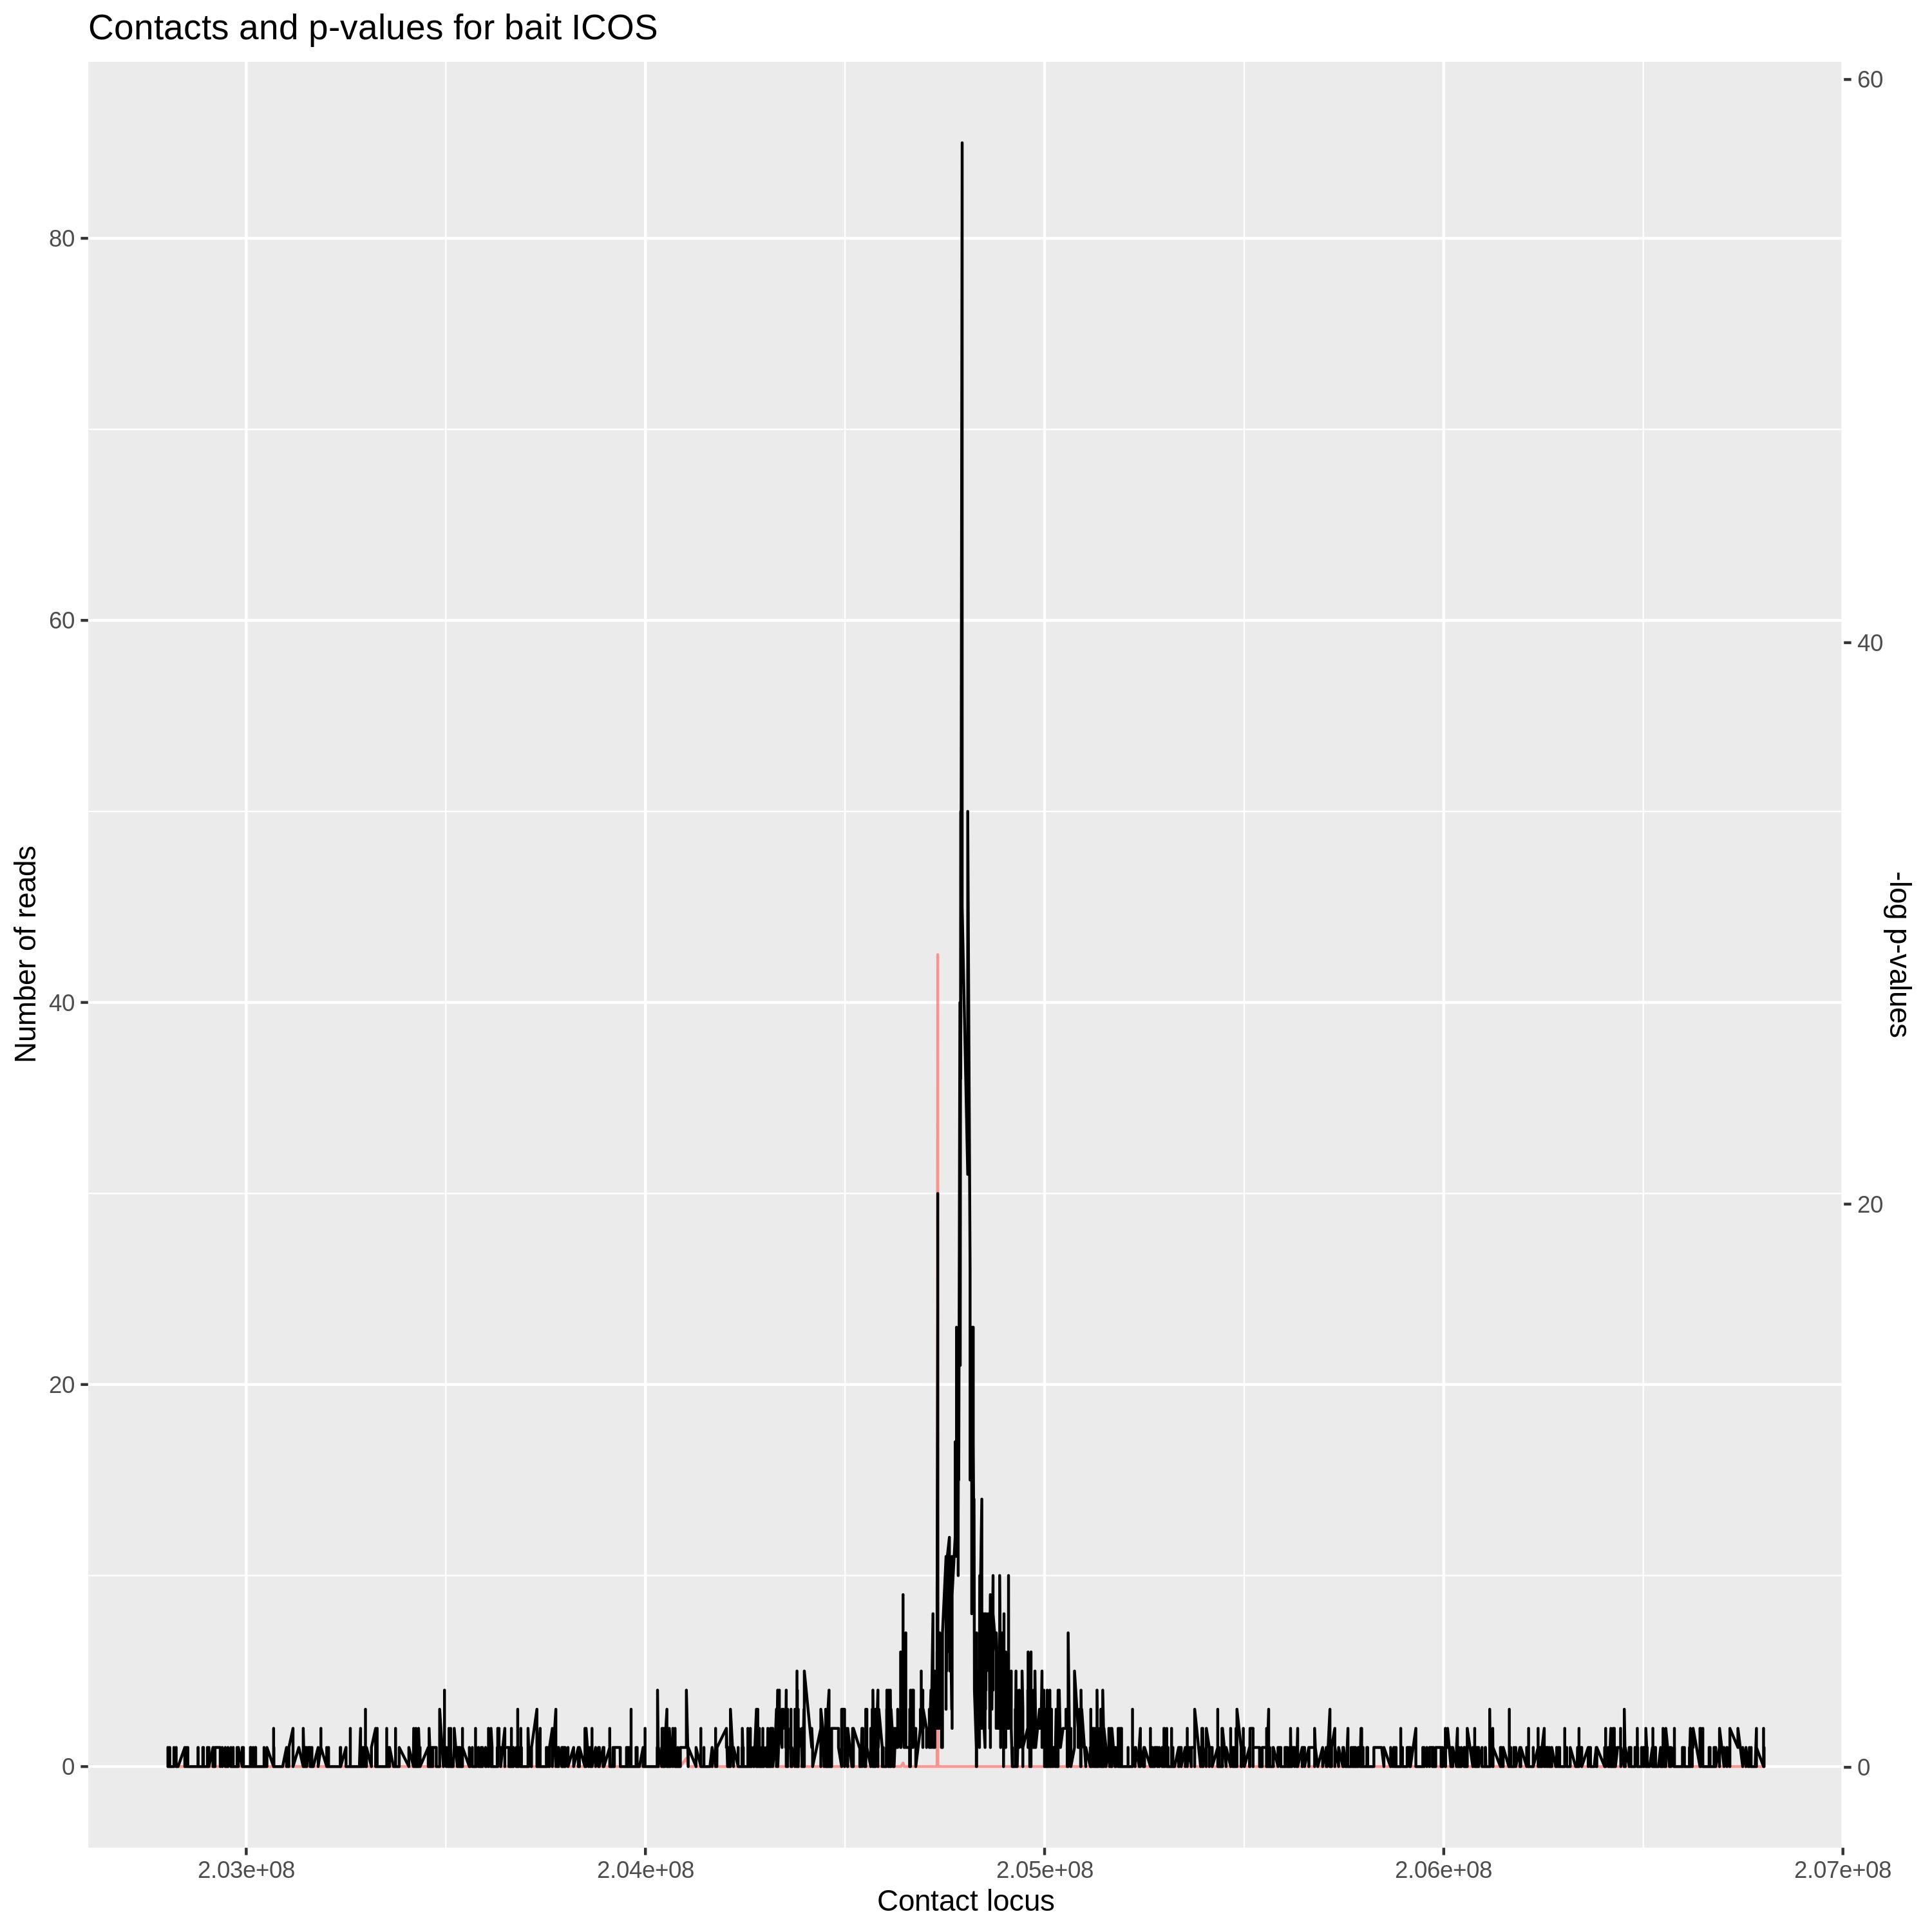 Contacts and p-values for bait ICOS
60
80
60
40
40
20
20
0
0
Number of reads
-log p-values
2.03e+08
2.04e+08
2.05e+08
2.06e+08
2.07e+08
Contact locus